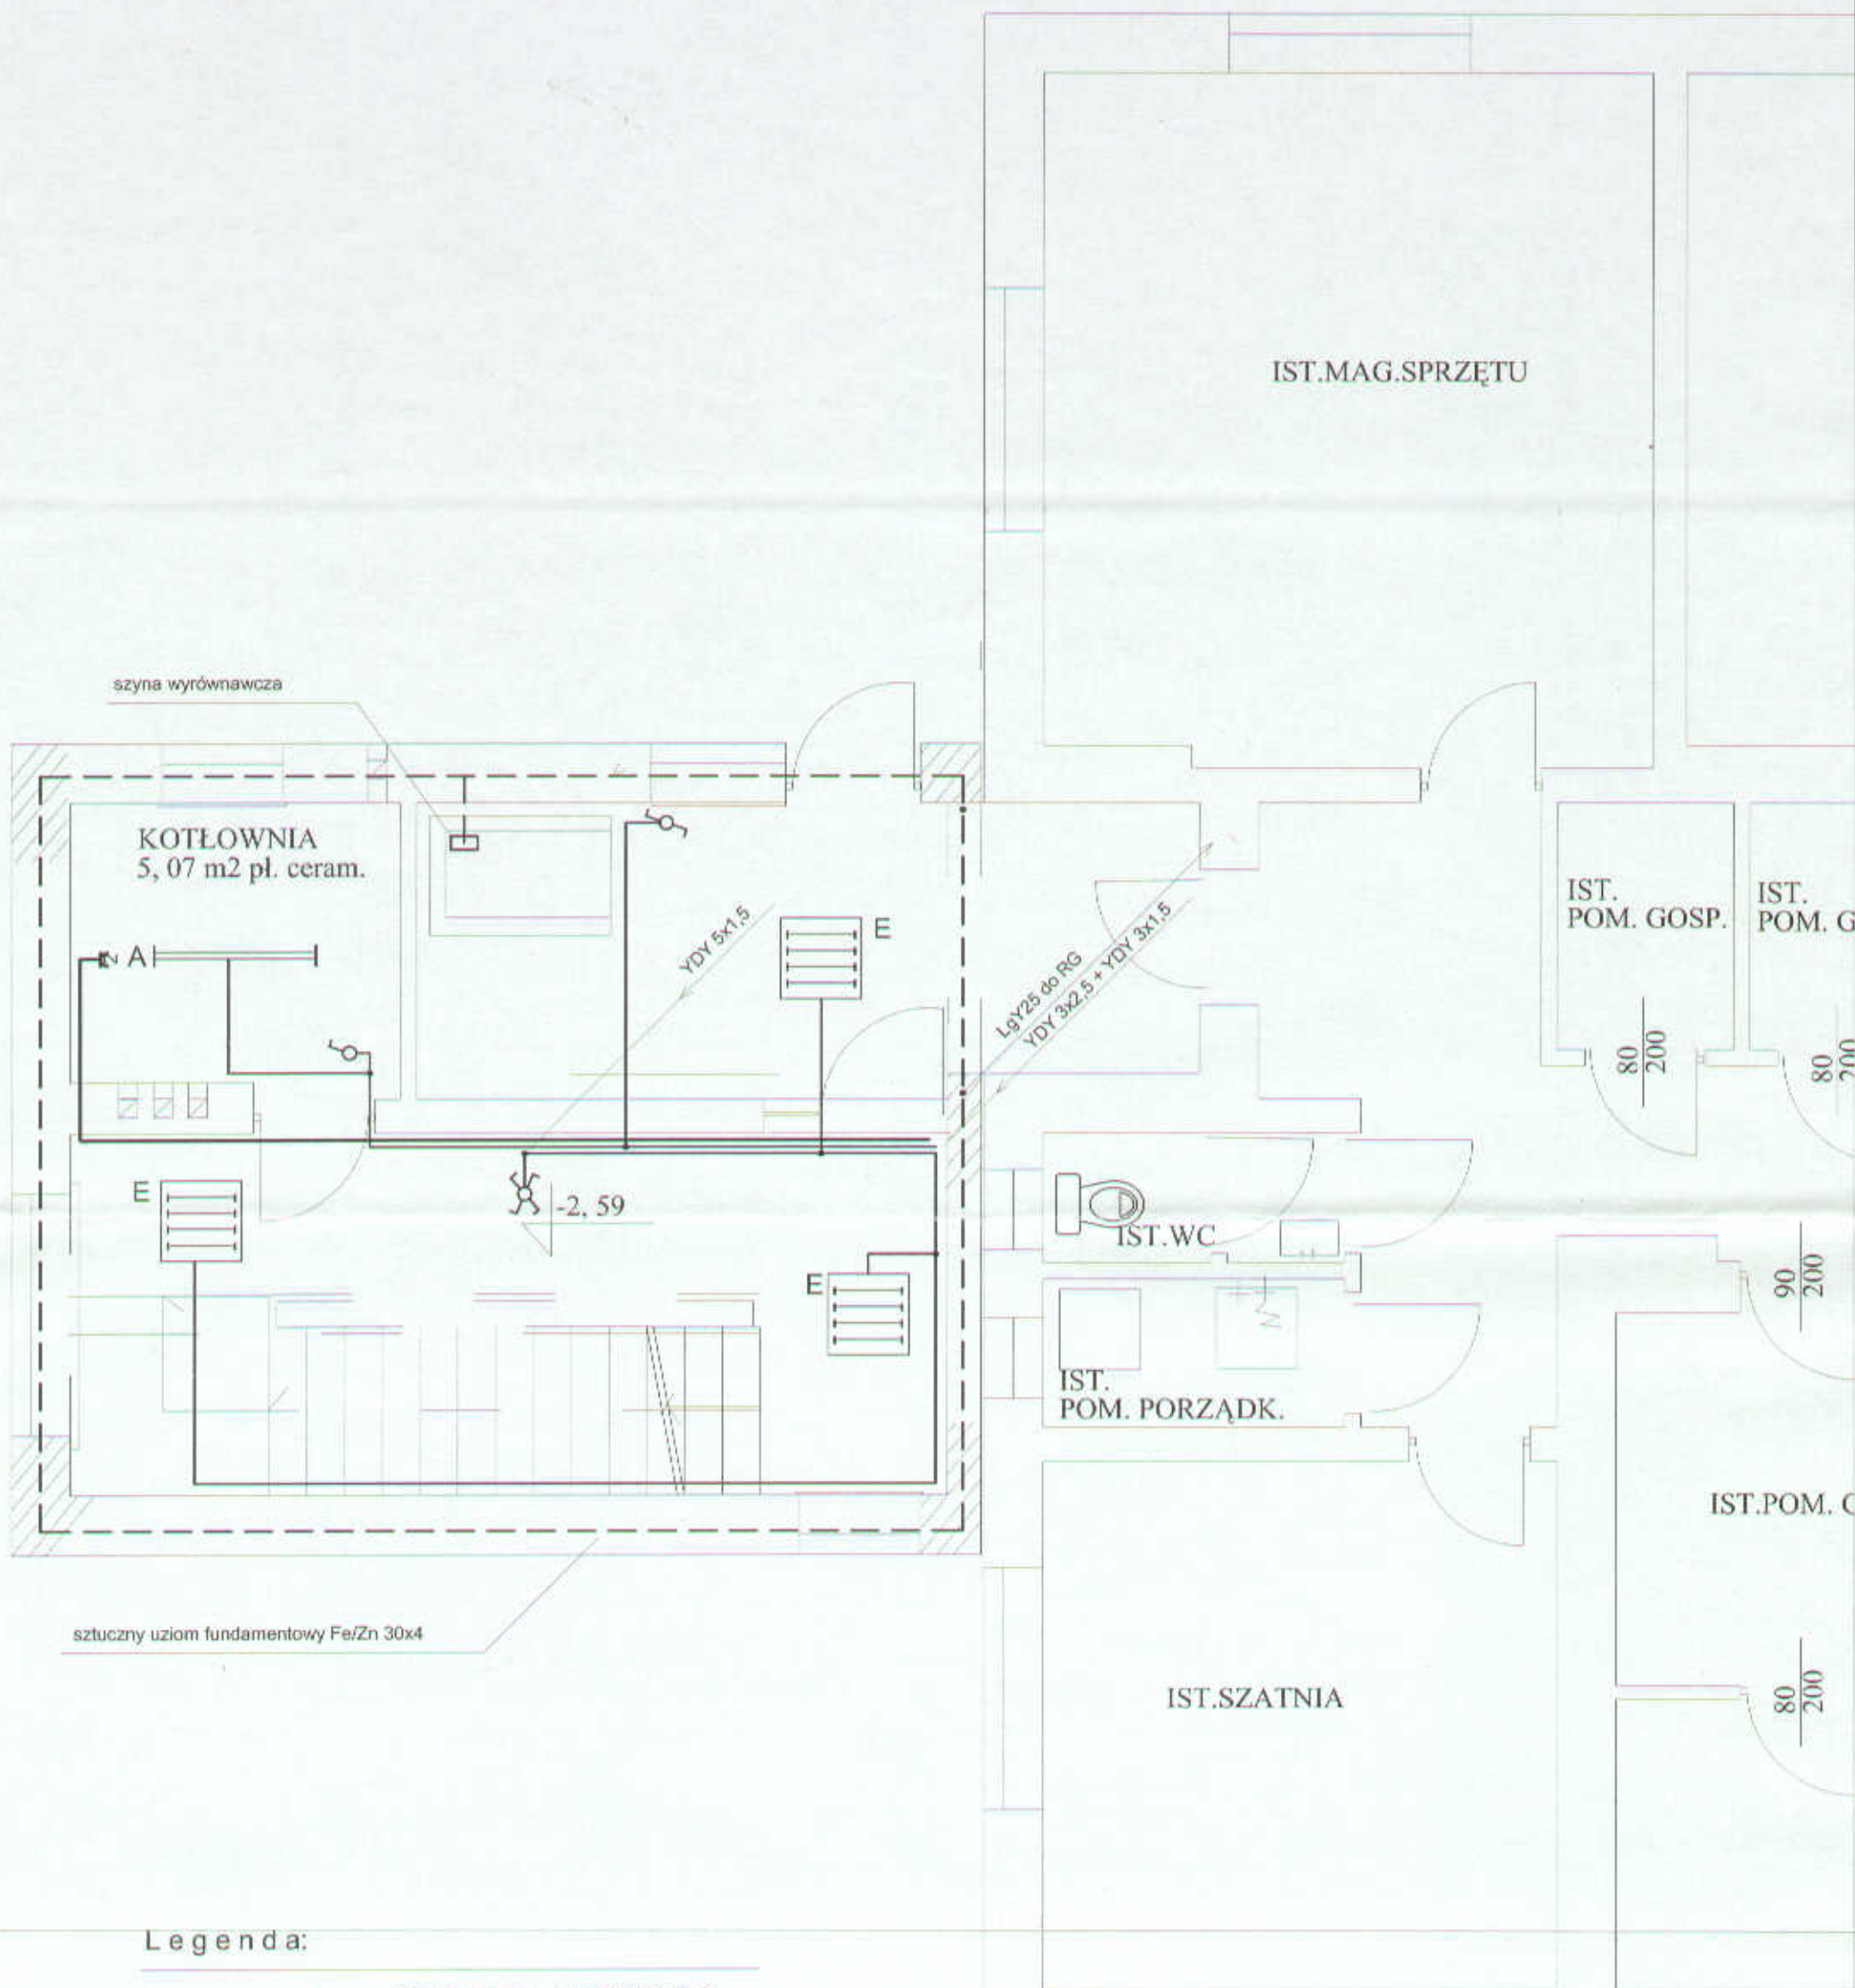 IST.MAG.SPRZĘTU
szyna wyrównawcza
KOTŁOWNIA
5, 07 m2 pł. ceram.
A
E
YDY 5x1,5
LgY25 do RG
YDY 3x2,5 + YDY 3x1,5
IST.
POM. GOSP.
IST.
POM. G
80
200
80
200
E
-2, 59
E
IST.WC
90
200
IST.
POM. PORZĄDK.
IST.POM.
sztuczny uziom fundamentowy Fe/Zn 30x4
IST.SZATNIA
80
200
Legenda: